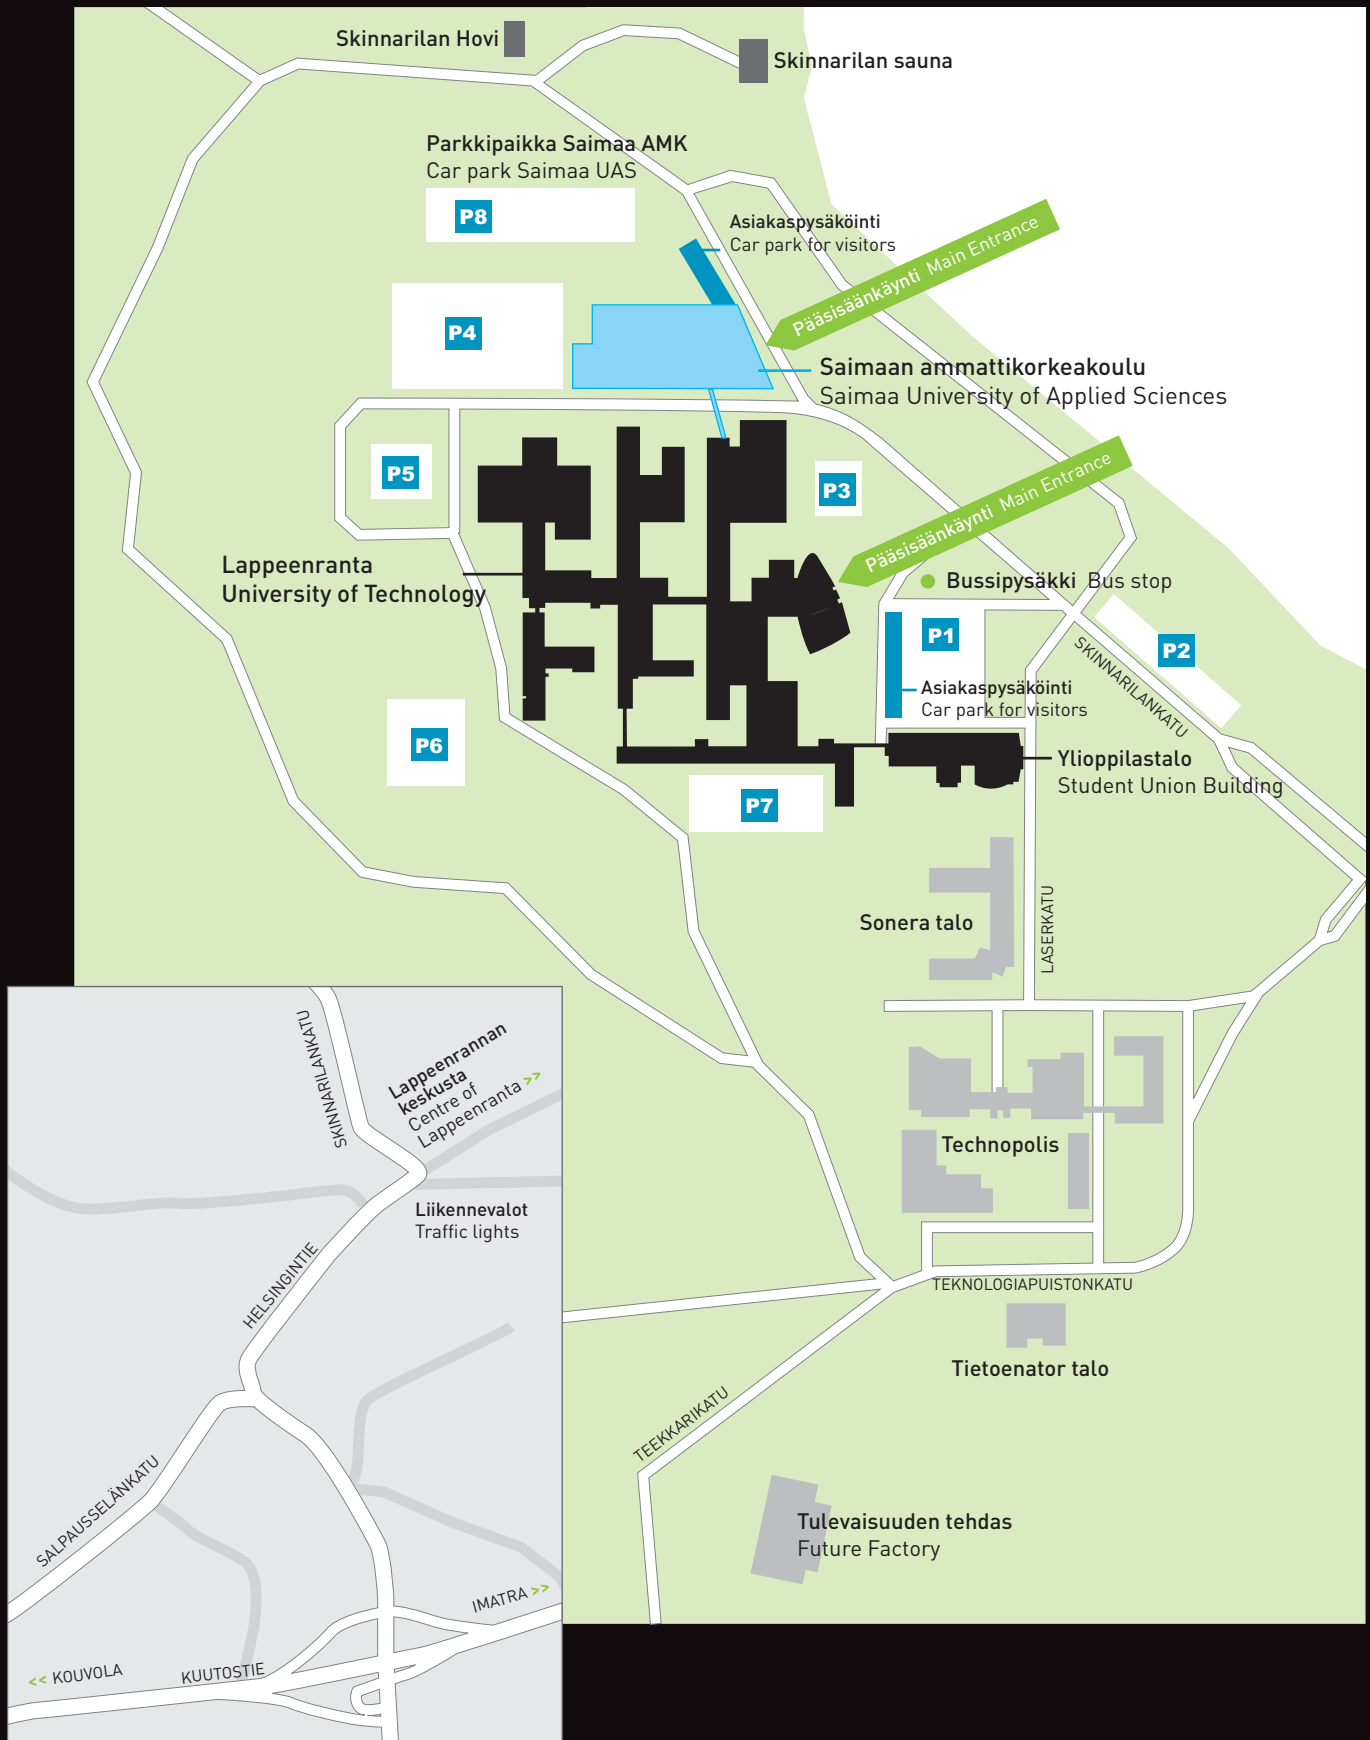 Skinnarilan Hovi
Skinnarilan sauna
Parkkipaikka Saimaa AMK
Car park Saimaa UAS
P8
Asiakaspysäköinti
Car park for visitors
Pääsisäänkäynti Main Entrance
P4
Saimaan ammattikorkeakoulu
Saimaa University of Applied Sciences
P5
P3
Pääsisäänkäynti Main Entrance
Lappeenranta
University of Technology
Bussipysäkki Bus stop
P1
P2
SKINNARILANKATU
Asiakaspysäköinti
Car park for visitors
P6
Ylioppilastalo
Student Union Building
P7
Sonera talo
LASERKATU
Technopolis
TEKNOLOGIAPUISTONKATU
Tietoenator talo
TEEKKARIKATU
Tulevaisuuden tehdas
Future Factory
SKINNARILANKATU
Lappeenrannan
keskusta
Centre of
Lappeenranta >>
Liikennevalot
Traffic lights
HELSINGINTIE
SALPAUSSELÄNKATU
IMATRA >>
<< KOUVOLA
KUUTOSTIE